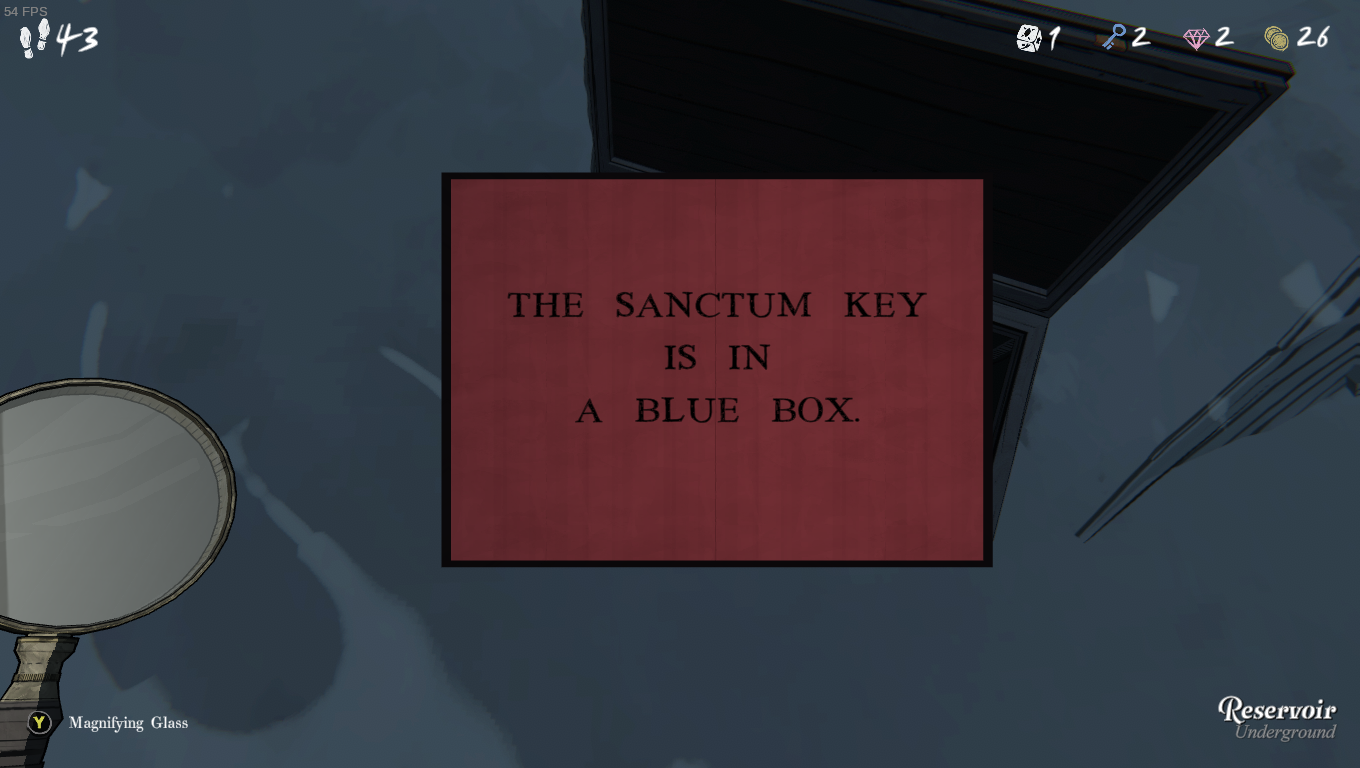 54 FPS
43
1
2
2
26
THE SANCTUM KEY
IS IN
A BLUE BOX.
Y Magnifying Glass
Reservoir
Underground